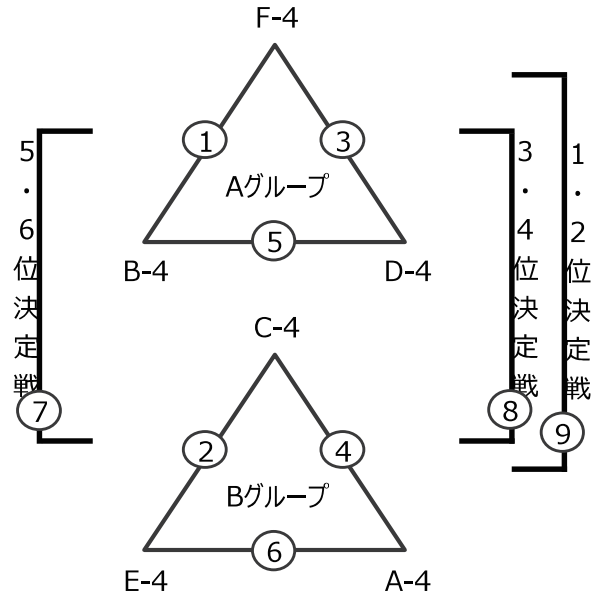 F-4
①
③
Aグループ
⑤
B-4
D-4
C-4
②
④
Bグループ
⑥
E-4
A-4
5・6位決定戦
⑦
3・4位決定戦
⑧
1・2位決定戦
⑨